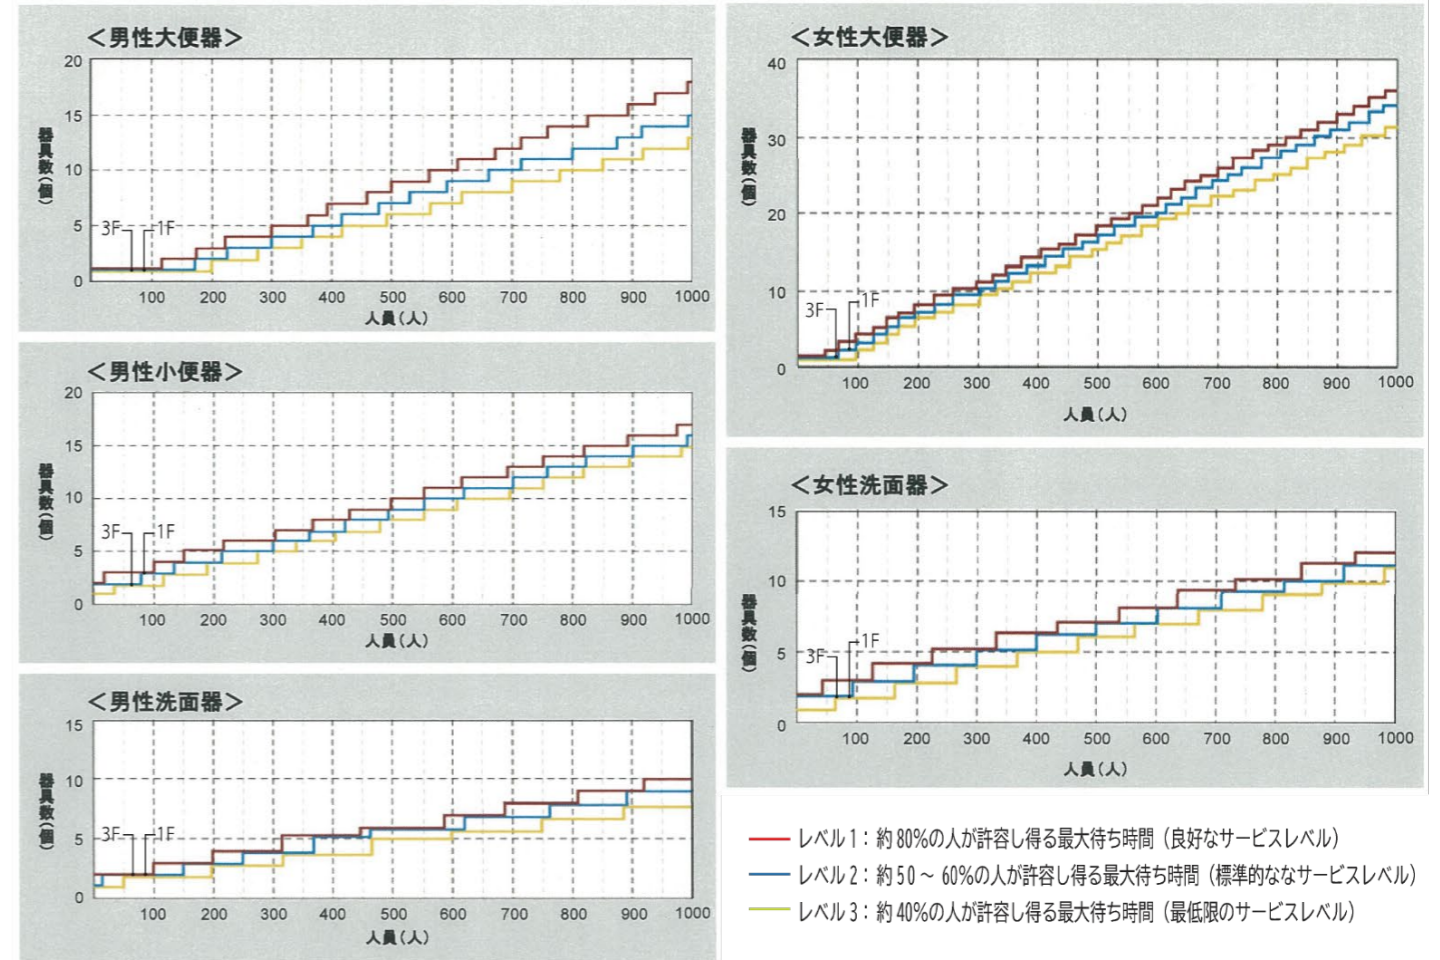 ＜男性大便器＞
20
15
10
5
0
器具数(個)
3F
1F
100 200 300 400 500 600 700 800 900 1000
人員(人)
＜男性小便器＞
20
15
10
5
0
器具数(個)
3F
1F
100 200 300 400 500 600 700 800 900 1000
人員(人)
＜男性洗面器＞
15
10
5
0
器具数(個)
3F
1F
100 200 300 400 500 600 700 800 900 1000
人員(人)
＜女性大便器＞
40
30
20
10
0
器具数(個)
3F
1F
100 200 300 400 500 600 700 800 900 1000
人員(人)
＜女性洗面器＞
15
10
5
0
器具数(個)
3F
1F
100 200 300 400 500 600 700 800 900 1000
人員(人)
レベル1：約80%の人が許容し得る最大待ち時間（良好なサービスレベル）
レベル2：約50～60%の人が許容し得る最大待ち時間（標準的ななサービスレベル）
レベル3：約40%の人が許容し得る最大待ち時間（最低限のサービスレベル）